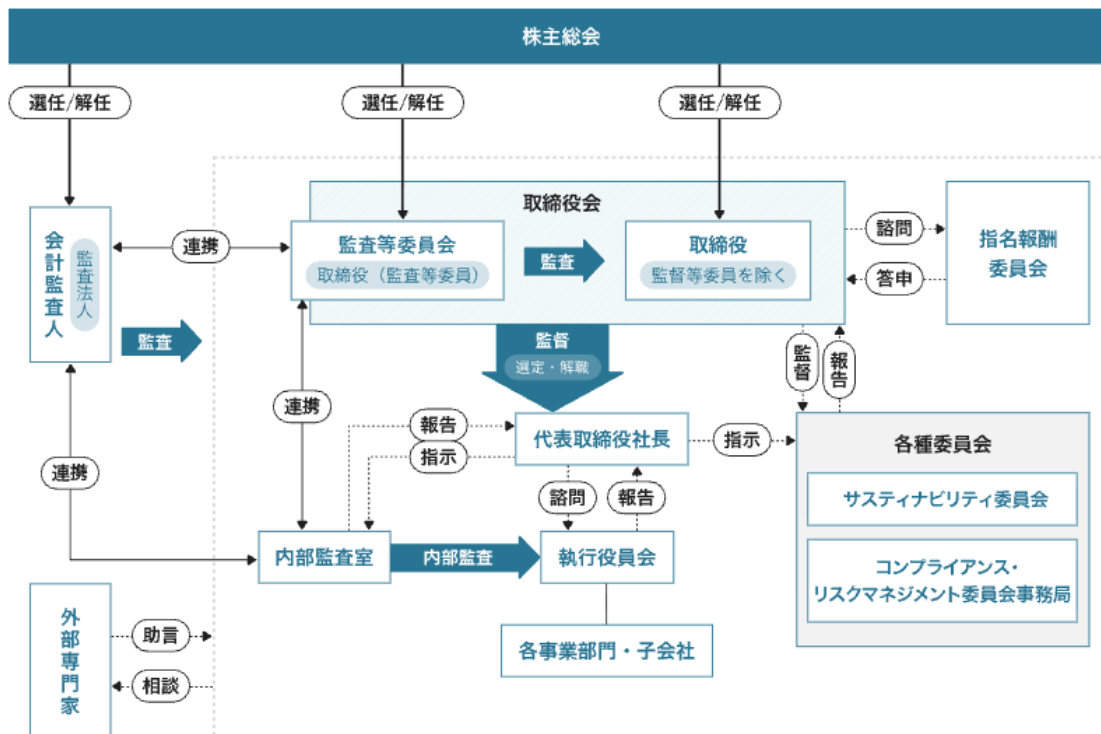 株主総会
選任/解任
選任/解任
選任/解任
取締役会
会計監査人
監査法人
連携
監査等委員会
取締役（監査等委員）
監査
取締役
監督等委員を除く
諮問
答申
指名報酬
委員会
監査
監督
選定・解職
監督
報告
連携
報告
指示
代表取締役社長
指示
各種委員会
サスティナビリティ委員会
コンプライアンス・
リスクマネジメント委員会事務局
連携
諮問
報告
内部監査室
内部監査
執行役員会
各事業部門・子会社
外部専門家
助言
相談